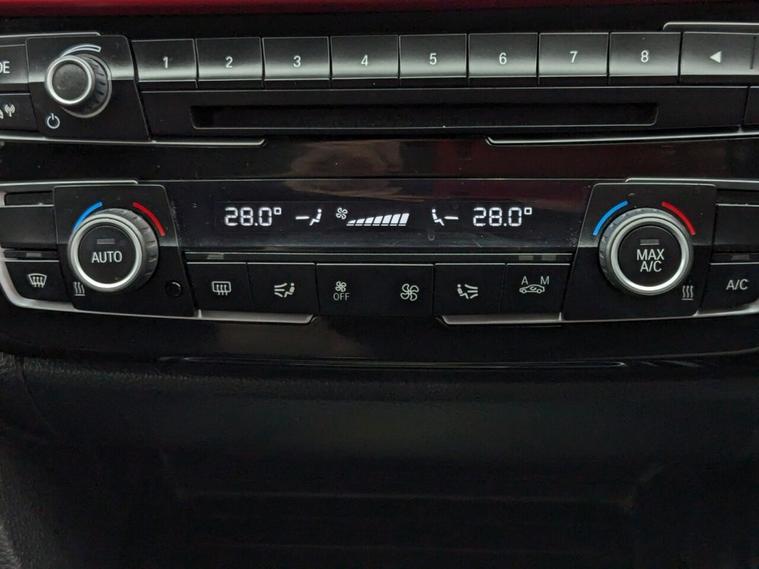 DE 1 2 3 4 5 6 7 8
28.0° 28.0°
AUTO MAX
A/C
OFF A M A/C